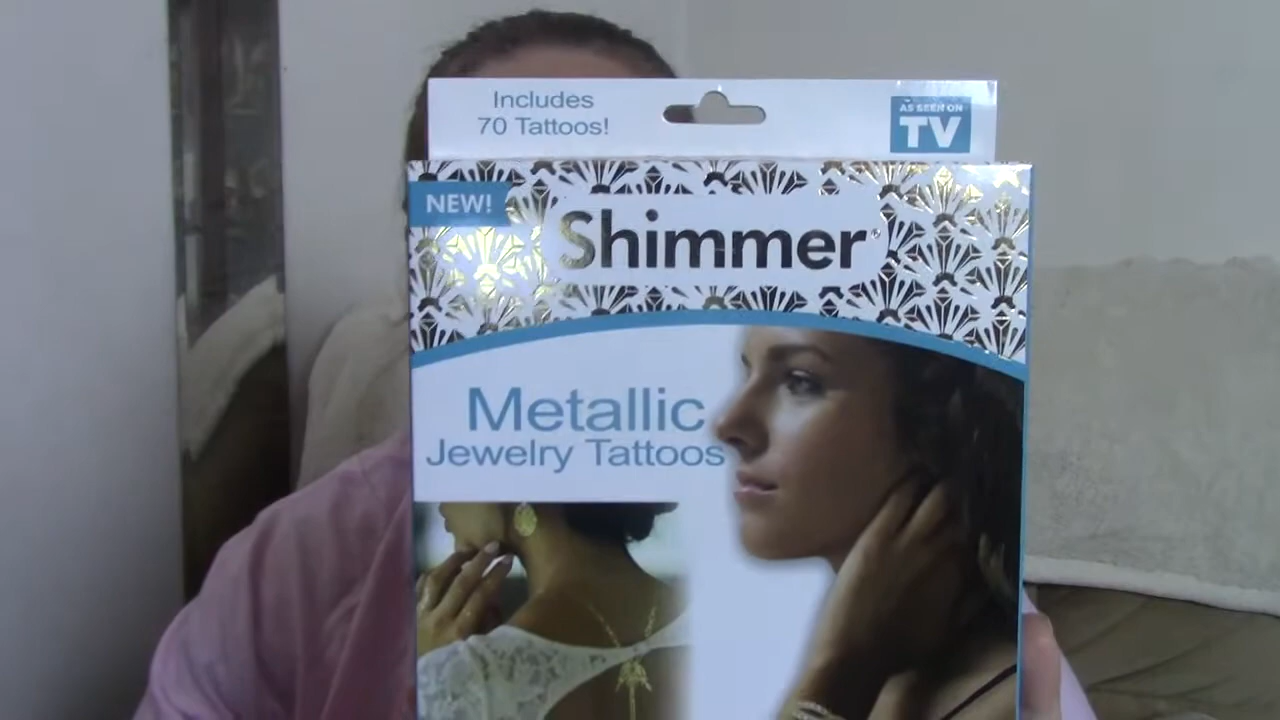 Includes
70 Tattoos!
AS SEEN ON
TV
NEW!
Shimmer®
Metallic
Jewelry Tattoos